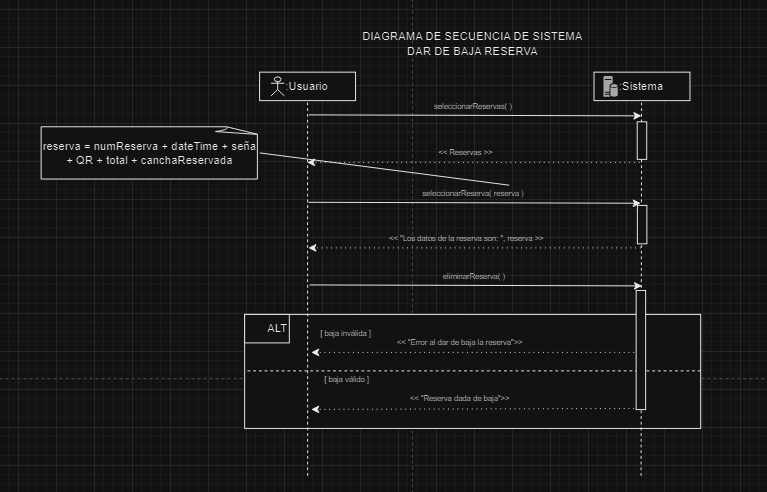 DIAGRAMA DE SECUENCIA DE SISTEMA
DAR DE BAJA RESERVA
:Usuario
:Sistema
seleccionarReservas( )
reserva = numReserva + dateTime + seña
+ QR + total + canchaReservada
<< Reservas >>
seleccionarReserva( reserva )
<< "Los datos de la reserva son: ", reserva >>
eliminarReserva( )
ALT
[ baja inválida ]
<< "Error al dar de baja la reserva">>
[ baja válido ]
<< "Reserva dada de baja">>